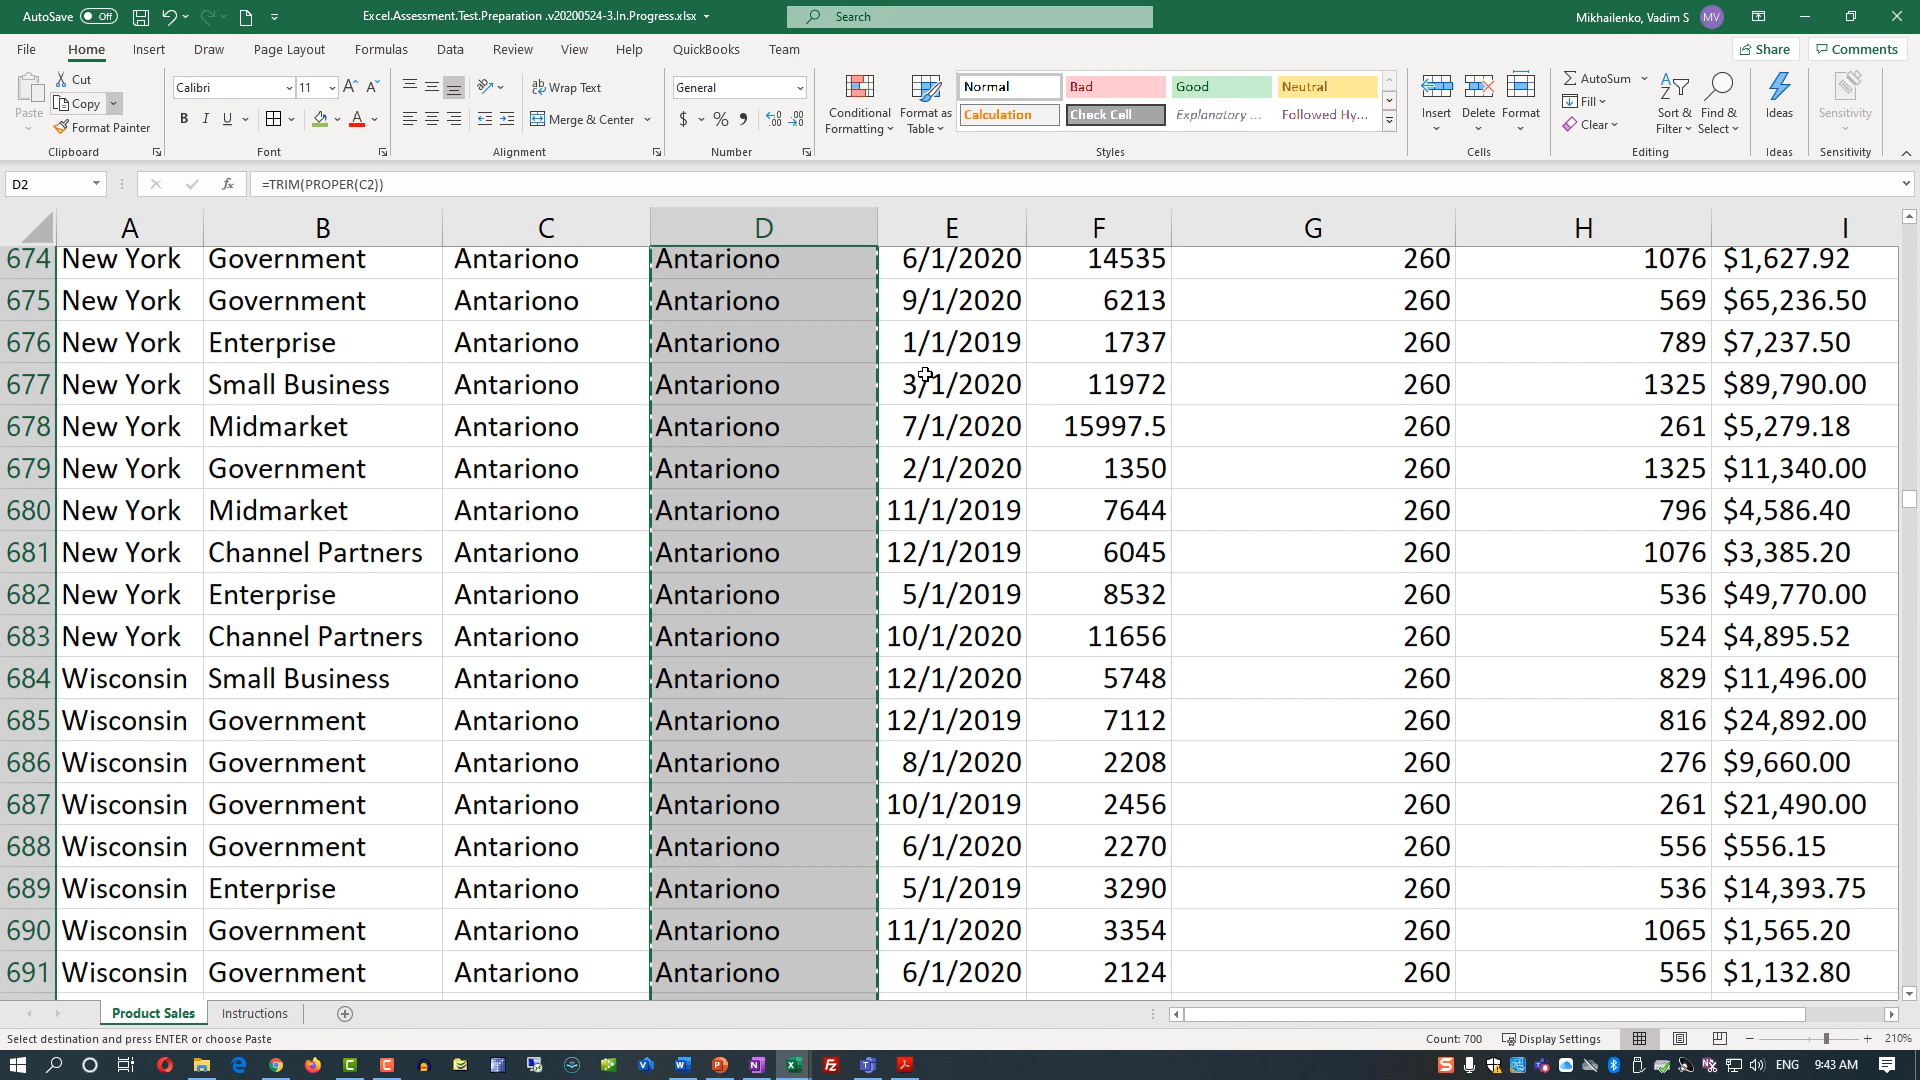 AutoSave Off Excel.Assessment.Test.Preparation .v20200524-3.In.Progress.xlsx Search Mikhailenko, Vadim S MV
File Home Insert Draw Page Layout Formulas Data Review View Help QuickBooks Team Share Comments
Paste Cut Copy Format Painter
Calibri 11 A A B I U A
Wrap Text Merge & Center
General $ % 9
Conditional Formatting Format as Table
Normal Bad Good Neutral
Calculation Check Cell Explanatory ... Followed Hy...
Insert Delete Format
AutoSum Fill Clear Sort & Filter Find & Select
Ideas Sensitivity
Clipboard Font Alignment Number Styles Cells Editing Ideas Sensitivity
D2 fx =TRIM(PROPER(C2))
A B C D E F G H I
674 New York Government Antariono Antariono 6/1/2020 14535 260 1076 $1,627.92
675 New York Government Antariono Antariono 9/1/2020 6213 260 569 $65,236.50
676 New York Enterprise Antariono Antariono 1/1/2019 1737 260 789 $7,237.50
677 New York Small Business Antariono Antariono 3/1/2020 11972 260 1325 $89,790.00
678 New York Midmarket Antariono Antariono 7/1/2020 15997.5 260 261 $5,279.18
679 New York Government Antariono Antariono 2/1/2020 1350 260 1325 $11,340.00
680 New York Midmarket Antariono Antariono 11/1/2019 7644 260 796 $4,586.40
681 New York Channel Partners Antariono Antariono 12/1/2019 6045 260 1076 $3,385.20
682 New York Enterprise Antariono Antariono 5/1/2019 8532 260 536 $49,770.00
683 New York Channel Partners Antariono Antariono 10/1/2020 11656 260 524 $4,895.52
684 Wisconsin Small Business Antariono Antariono 12/1/2020 5748 260 829 $11,496.00
685 Wisconsin Government Antariono Antariono 12/1/2019 7112 260 816 $24,892.00
686 Wisconsin Government Antariono Antariono 8/1/2020 2208 260 276 $9,660.00
687 Wisconsin Government Antariono Antariono 10/1/2019 2456 260 261 $21,490.00
688 Wisconsin Government Antariono Antariono 6/1/2020 2270 260 556 $556.15
689 Wisconsin Enterprise Antariono Antariono 5/1/2019 3290 260 536 $14,393.75
690 Wisconsin Government Antariono Antariono 11/1/2020 3354 260 1065 $1,565.20
691 Wisconsin Government Antariono Antariono 6/1/2020 2124 260 556 $1,132.80
Product Sales Instructions
Select destination and press ENTER or choose Paste Count: 700 Display Settings 210%
ENG 9:43 AM